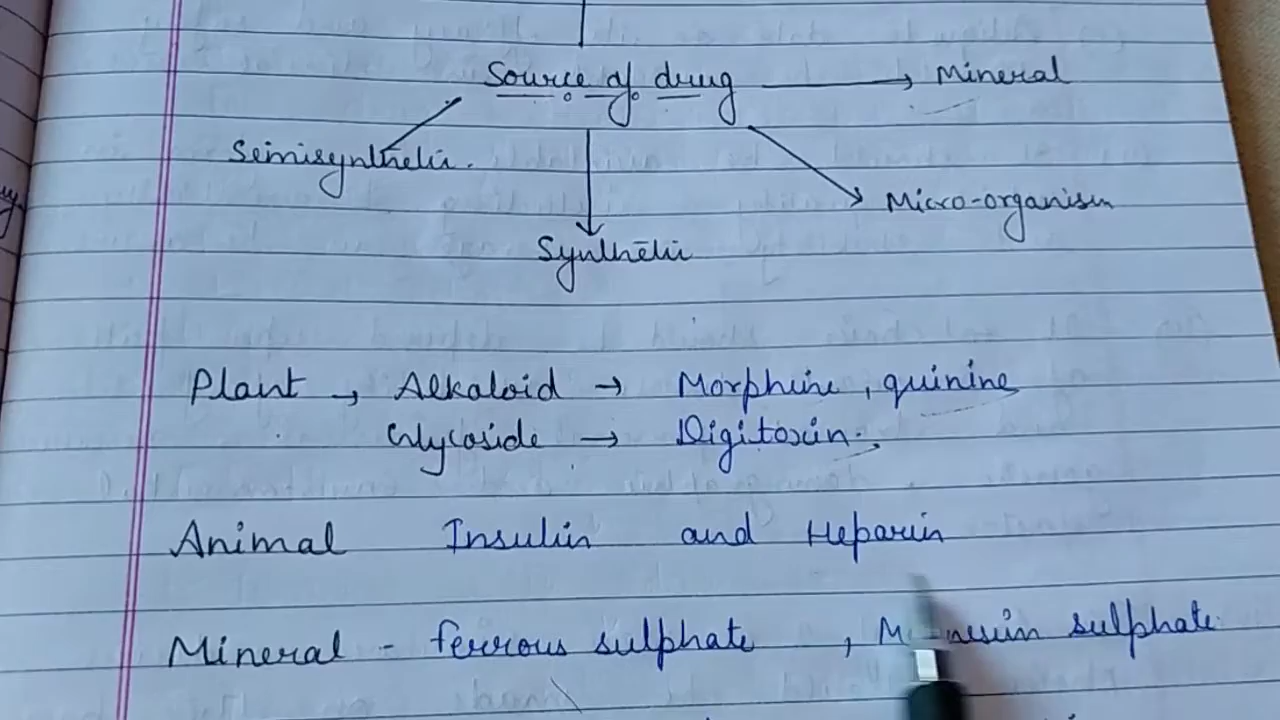 Source of drug → Mineral
Semisynthetic.
Micro-organism
Synthetic
Plant → Alkaloid → Morphine, quinine
Glycoside → Digitoxin.
Animal Insulin and Heparin
Mineral - ferrous sulphate , sulphate